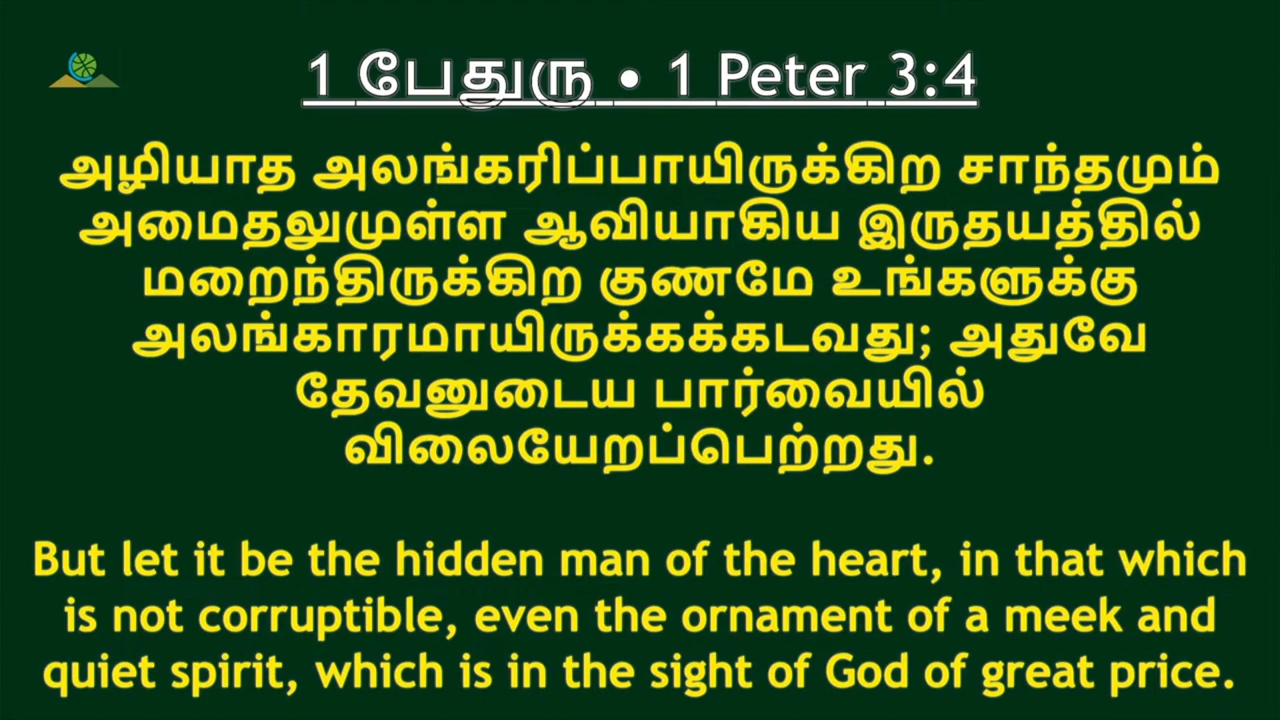 1 பேதுரு • 1 Peter 3:4
அழியாத அலங்கரிப்பாயிருக்கிற சாந்தமும்
அமைதலுமுள்ள ஆவியாகிய இருதயத்தில்
மறைந்திருக்கிற குணமே உங்களுக்கு
அலங்காரமாயிருக்கக்கடவது; அதுவே
தேவனுடைய பார்வையில்
விலையேறப்பெற்றது.
But let it be the hidden man of the heart, in that which
is not corruptible, even the ornament of a meek and
quiet spirit, which is in the sight of God of great price.